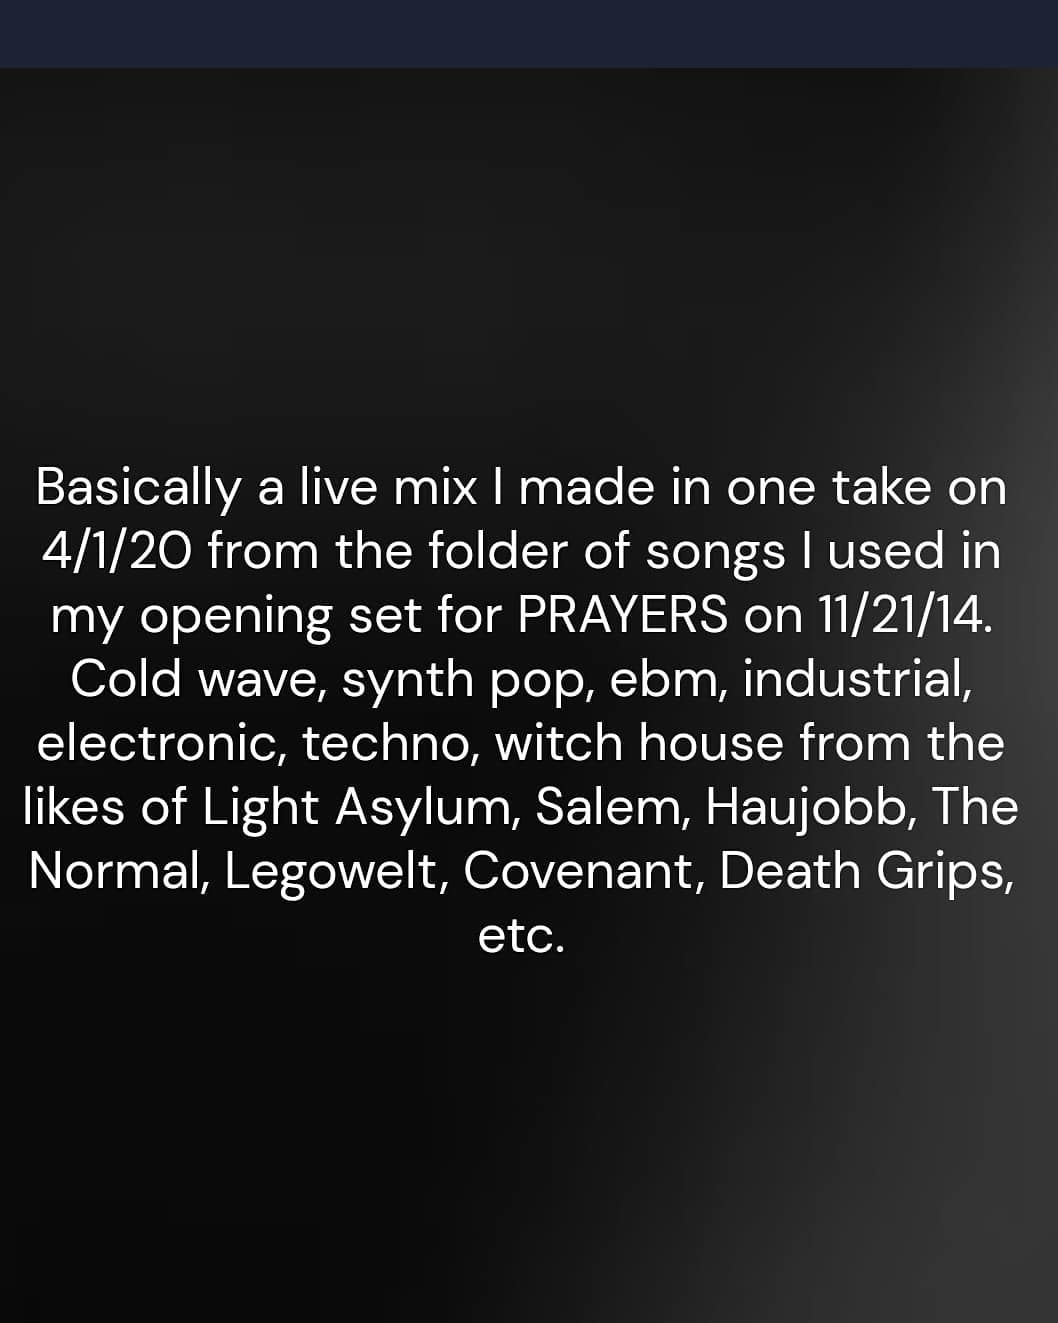 Basically a live mix I made in one take on
4/1/20 from the folder of songs I used in
my opening set for PRAYERS on 11/21/14.
Cold wave, synth pop, ebm, industrial,
electronic, techno, witch house from the
likes of Light Asylum, Salem, Haujobb, The
Normal, Legowelt, Covenant, Death Grips,
etc.